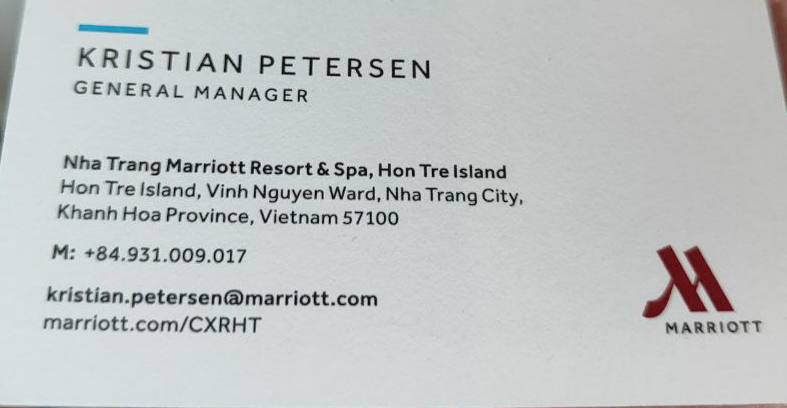 KRISTIAN PETERSEN
GENERAL MANAGER
Nha Trang Marriott Resort & Spa, Hon Tre Island
Hon Tre Island, Vinh Nguyen Ward, Nha Trang City,
Khanh Hoa Province, Vietnam 57100
M: +84.931.009.017
kristian.petersen@marriott.com
marriott.com/CXRHT
MARRIOTT